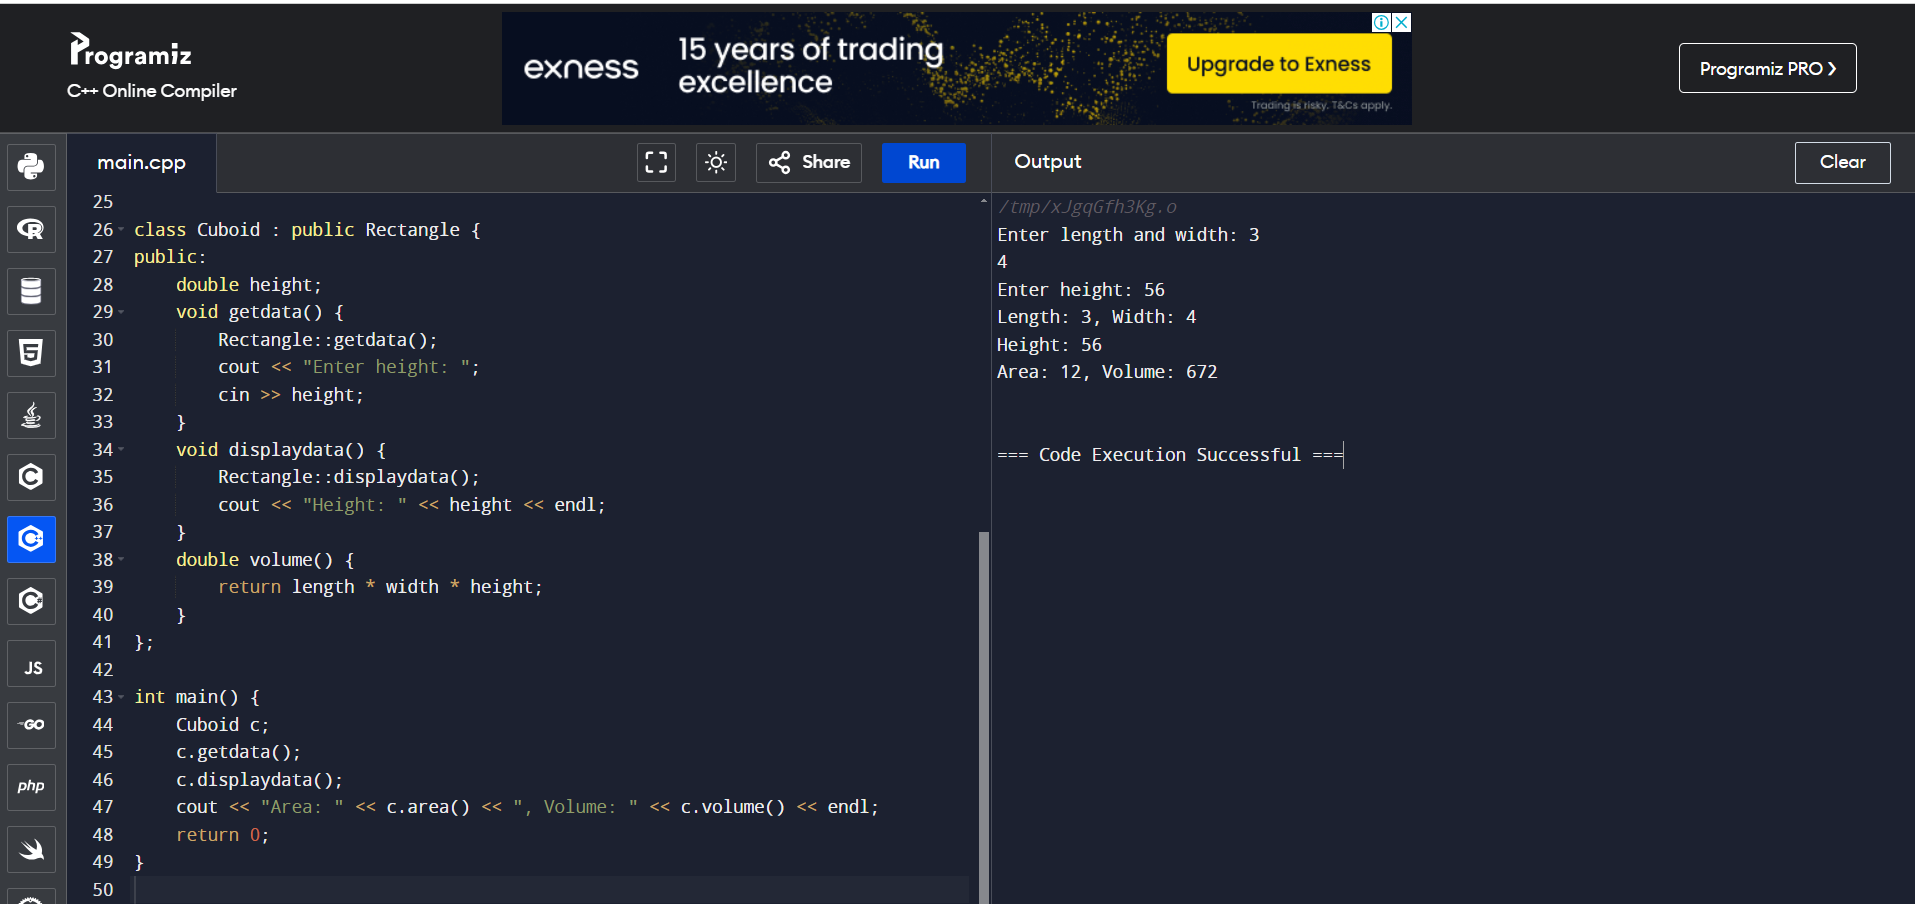 Programiz
C++ Online Compiler
exness
15 years of trading
excellence
Upgrade to Exness
Trading is risky. T&Cs apply.
Programiz PRO ❯
main.cpp
Share
Run
Output
Clear
25
26 class Cuboid : public Rectangle {
27 public:
28     double height;
29     void getdata() {
30         Rectangle::getdata();
31         cout << "Enter height: ";
32         cin >> height;
33     }
34     void displaydata() {
35         Rectangle::displaydata();
36         cout << "Height: " << height << endl;
37     }
38     double volume() {
39         return length * width * height;
40     }
41 };
42
43 int main() {
44     Cuboid c;
45     c.getdata();
46     c.displaydata();
47     cout << "Area: " << c.area() << ", Volume: " << c.volume() << endl;
48     return 0;
49 }
50
/tmp/xJgqGfh3Kg.o
Enter length and width: 3
4
Enter height: 56
Length: 3, Width: 4
Height: 56
Area: 12, Volume: 672
=== Code Execution Successful ===
R
5
C
C++
C#
JS
GO
php